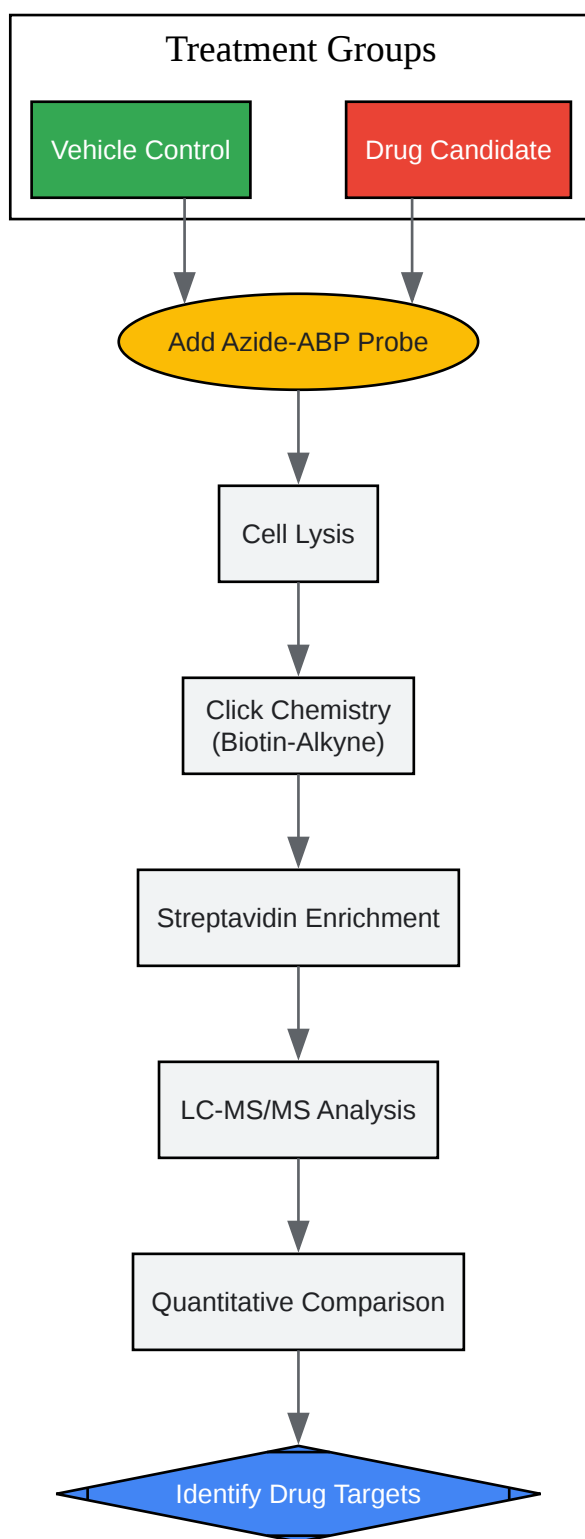 Treatment Groups
Vehicle Control
Drug Candidate
Add Azide-ABP Probe
Cell Lysis
Click Chemistry
(Biotin-Alkyne)
Streptavidin Enrichment
LC-MS/MS Analysis
Quantitative Comparison
Identify Drug Targets